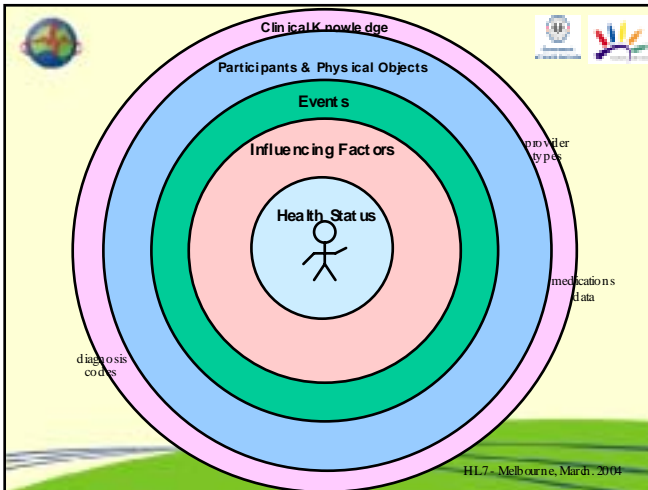 Clinical Knowledge
Participants & Physical Objects
Events
Influencing Factors
Health Status
provider
types
medications
data
diagnosis
codes
HL7 - Melbourne, March. 2004